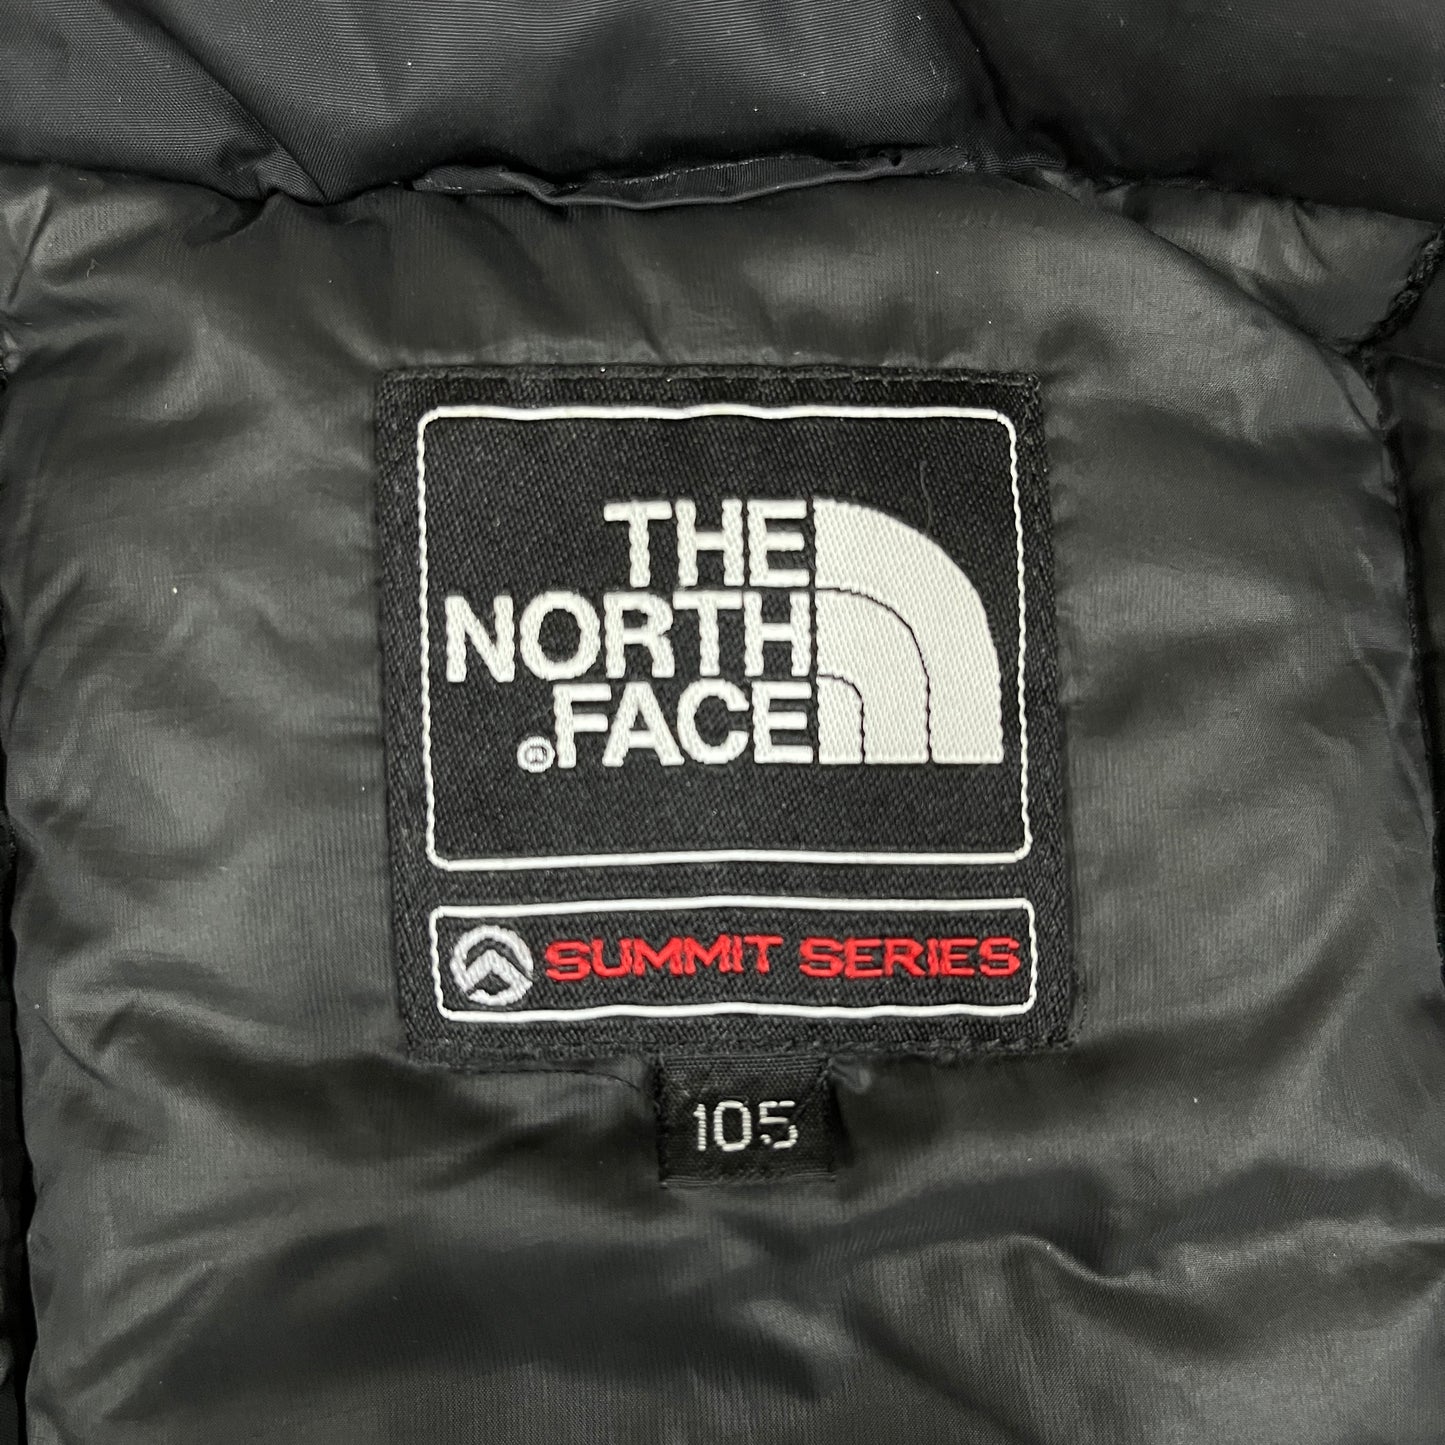 THE
NORTH
®FACE
SUMMIT SERIES
105